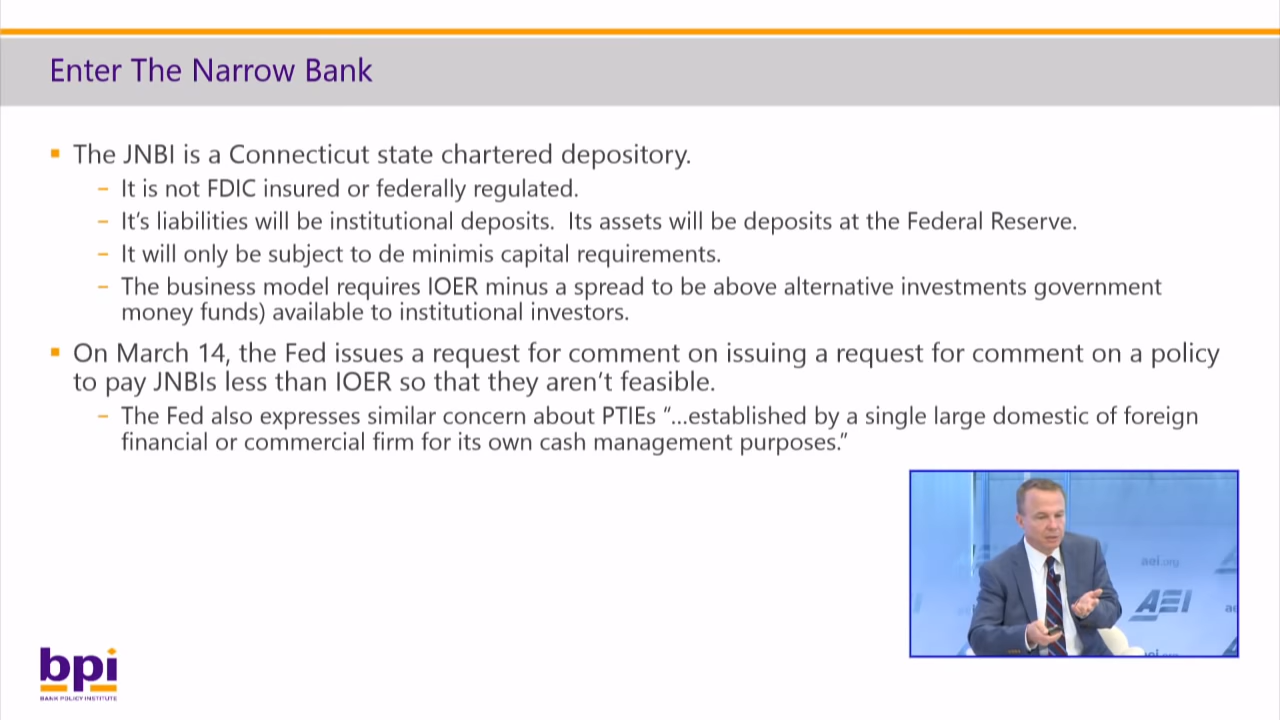 Enter The Narrow Bank
The JNBI is a Connecticut state chartered depository.
– It is not FDIC insured or federally regulated.
– It's liabilities will be institutional deposits. Its assets will be deposits at the Federal Reserve.
– It will only be subject to de minimis capital requirements.
– The business model requires IOER minus a spread to be above alternative investments government
money funds) available to institutional investors.
On March 14, the Fed issues a request for comment on issuing a request for comment on a policy
to pay JNBIs less than IOER so that they aren't feasible.
– The Fed also expresses similar concern about PTIEs "...established by a single large domestic of foreign
financial or commercial firm for its own cash management purposes."
aei.org
AEI
bpi
BANK POLICY INSTITUTE